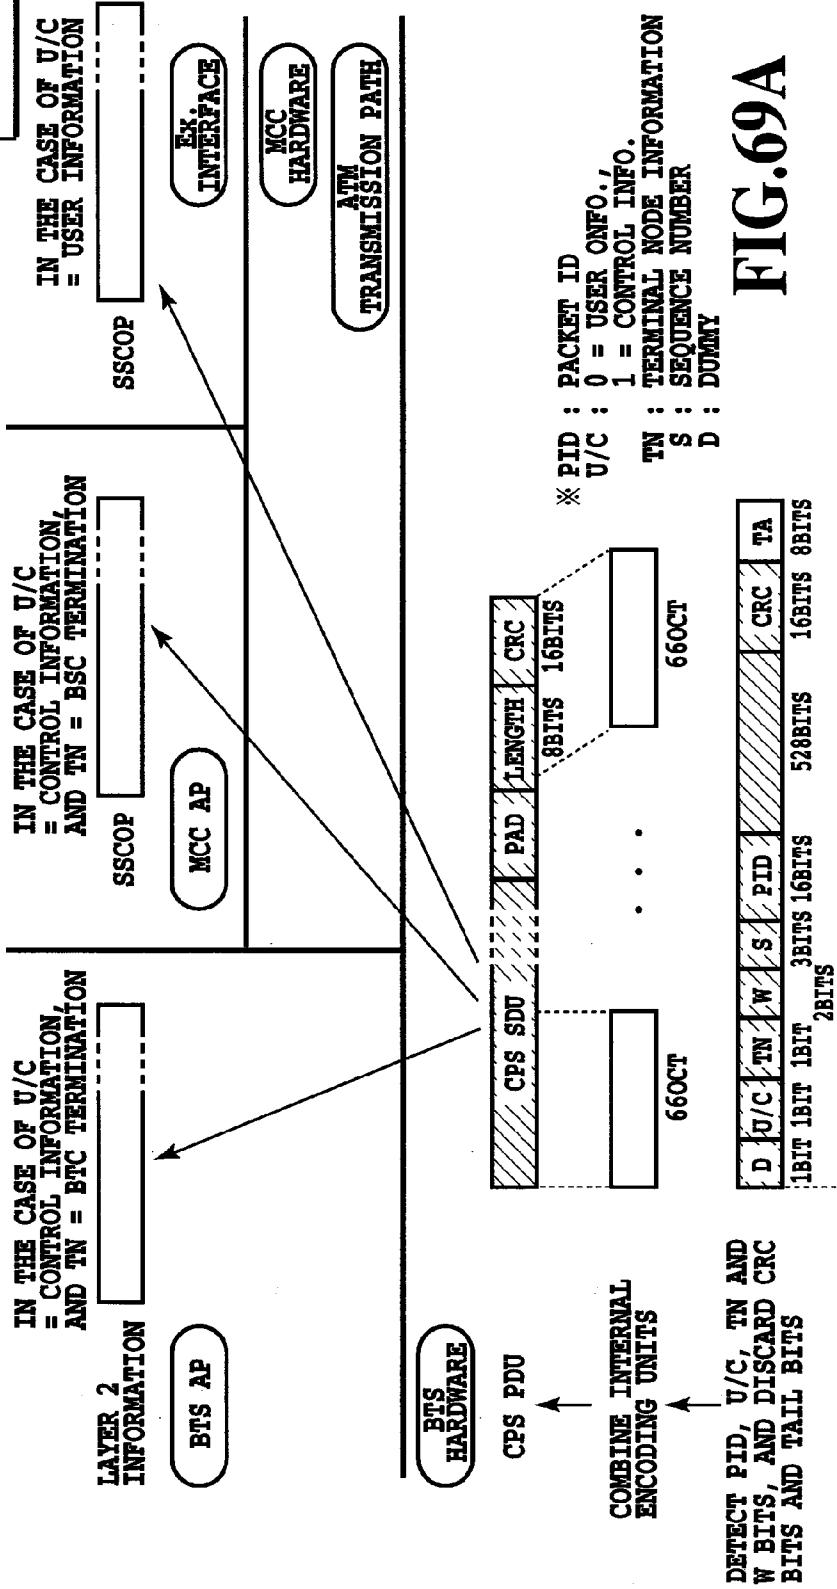 IN THE CASE OF U/C
= CONTROL INFORMATION,
AND TN = BTC TERMINATION
LAYER 2
INFORMATION
BTS AP
IN THE CASE OF U/C
= CONTROL INFORMATION,
AND TN = BSC TERMINATION
SSCOP
MCC AP
IN THE CASE OF U/C
= USER INFORMATION
SSCOP
EX.
INTERFACE
MCC
HARDWARE
ATM
TRANSMISSION PATH
BTS
HARDWARE
CPS PDU
CPS SDU
PAD
LENGTH
CRC
8BITS
16BITS
COMBINE INTERNAL
ENCODING UNITS
66OCT
66OCT
DETECT PID, U/C, TN AND
W BITS, AND DISCARD CRC
BITS AND TAIL BITS
D
U/C
TN
W
S
PID
CRC
TA
1BIT
1BIT
1BIT
2BITS
3BITS
16BITS
528BITS
16BITS
8BITS
※ PID : PACKET ID
U/C : 0 = USER ONFO.,
1 = CONTROL INFO.
TN : TERMINAL NODE INFORMATION
S : SEQUENCE NUMBER
D : DUMMY
FIG.69A